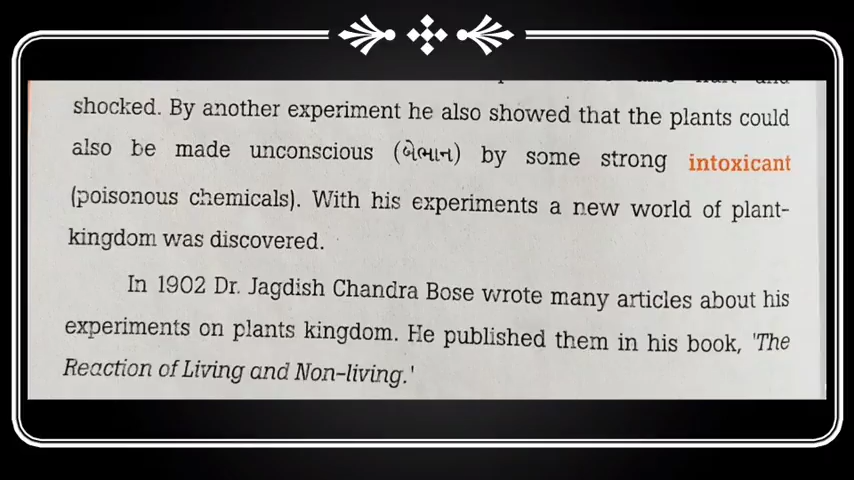 shocked. By another experiment he also showed that the plants could
also be made unconscious (બેભાન) by some strong intoxicant
(poisonous chemicals). With his experiments a new world of plant-
kingdom was discovered.
In 1902 Dr. Jagdish Chandra Bose wrote many articles about his
experiments on plants kingdom. He published them in his book, 'The
Reaction of Living and Non-living.'